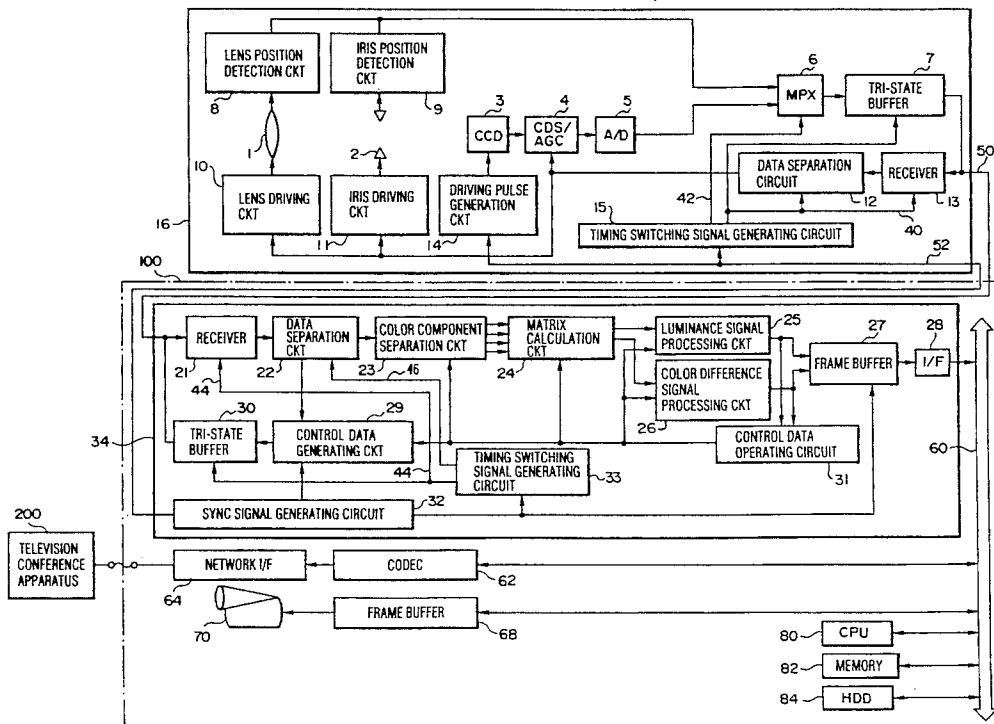 LENS POSITION
DETECTION CKT
8
IRIS POSITION
DETECTION
CKT
9
1
2
3
CCD
4
CDS/
AGC
5
A/D
6
MPX
7
TRI-STATE
BUFFER
50
10
LENS DRIVING
CKT
IRIS DRIVING
CKT
11
DRIVING PULSE
GENERATION
CKT
14
42
DATA SEPARATION
CIRCUIT
12
RECEIVER
13
40
16
15
TIMING SWITCHING SIGNAL GENERATING CIRCUIT
52
100
RECEIVER
21
DATA
SEPARATION
CKT
22
COLOR COMPONENT
SEPARATION CKT
23
MATRIX
CALCULATION
CKT
24
LUMINANCE SIGNAL
PROCESSING CKT
25
27
FRAME BUFFER
28
I/F
44
46
COLOR DIFFERENCE
SIGNAL
PROCESSING CKT
26
34
30
TRI-STATE
BUFFER
29
CONTROL DATA
GENERATING CKT
44
TIMING SWITCHING
SIGNAL GENERATING
CIRCUIT
33
CONTROL DATA
OPERATING CIRCUIT
31
60
SYNC SIGNAL GENERATING CIRCUIT
32
200
TELEVISION
CONFERENCE
APPARATUS
NETWORK I/F
64
CODEC
62
70
FRAME BUFFER
68
80
CPU
82
MEMORY
84
HDD